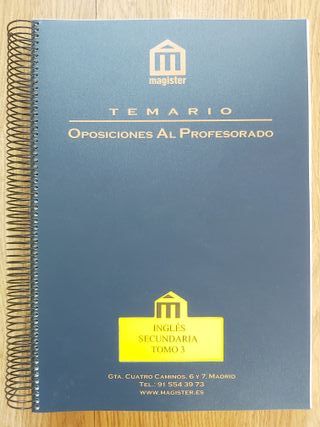 magister
TEMARIO
OPOSICIONES AL PROFESORADO
INGLÉS
SECUNDARIA
TOMO 3
GTA. CUATRO CAMINOS, 6 Y 7. MADRID
TEL.: 91 554 39 73
WWW.MAGISTER.ES